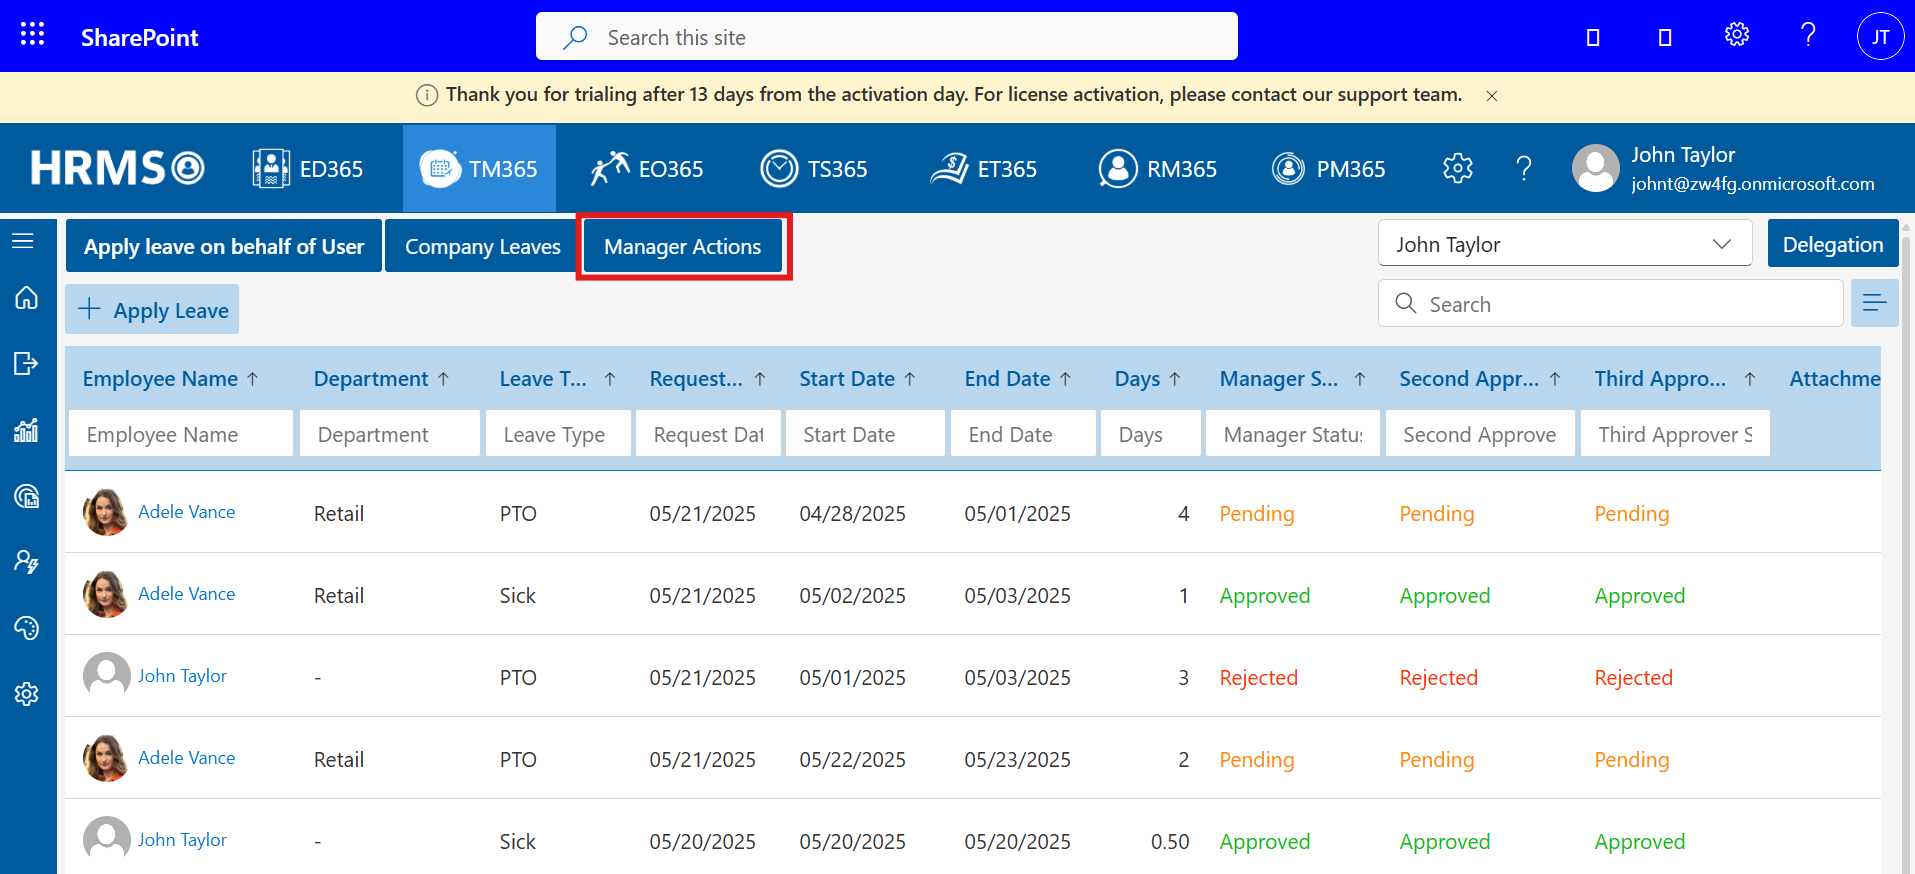 SharePoint
Search this site
JT
Thank you for trialing after 13 days from the activation day. For license activation, please contact our support team.
HRMS
ED365
TM365
EO365
TS365
ET365
RM365
PM365
John Taylor
johnt@zw4fg.onmicrosoft.com
Apply leave on behalf of User
Company Leaves
Manager Actions
John Taylor
Delegation
Apply Leave
Search
Employee Name Department Leave T... Request... Start Date End Date Days Manager S... Second Appr... Third Appro... Attachme
Employee Name Department Leave Type Request Dat Start Date End Date Days Manager Statu Second Approve Third Approver S
Adele Vance Retail PTO 05/21/2025 04/28/2025 05/01/2025 4 Pending Pending Pending
Adele Vance Retail Sick 05/21/2025 05/02/2025 05/03/2025 1 Approved Approved Approved
John Taylor - PTO 05/21/2025 05/01/2025 05/03/2025 3 Rejected Rejected Rejected
Adele Vance Retail PTO 05/21/2025 05/22/2025 05/23/2025 2 Pending Pending Pending
John Taylor - Sick 05/20/2025 05/20/2025 05/20/2025 0.50 Approved Approved Approved